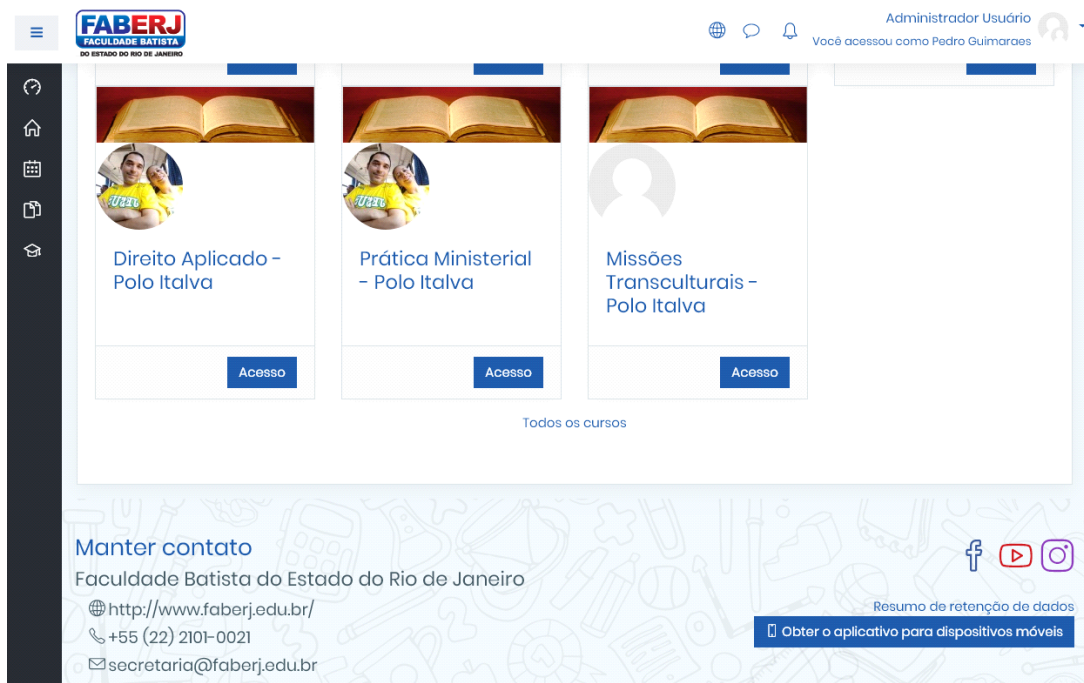 FABERJ
FACULDADE BATISTA
DO ESTADO DO RIO DE JANEIRO
Administrador Usuário
Você acessou como Pedro Guimaraes
Direito Aplicado -
Polo Italva
Prática Ministerial
- Polo Italva
Missões
Transculturais -
Polo Italva
Acesso
Acesso
Acesso
Todos os cursos
Manter contato
Faculdade Batista do Estado do Rio de Janeiro
http://www.faberj.edu.br/
+55 (22) 2101-0021
secretaria@faberj.edu.br
Resumo de retenção de dados
Obter o aplicativo para dispositivos móveis